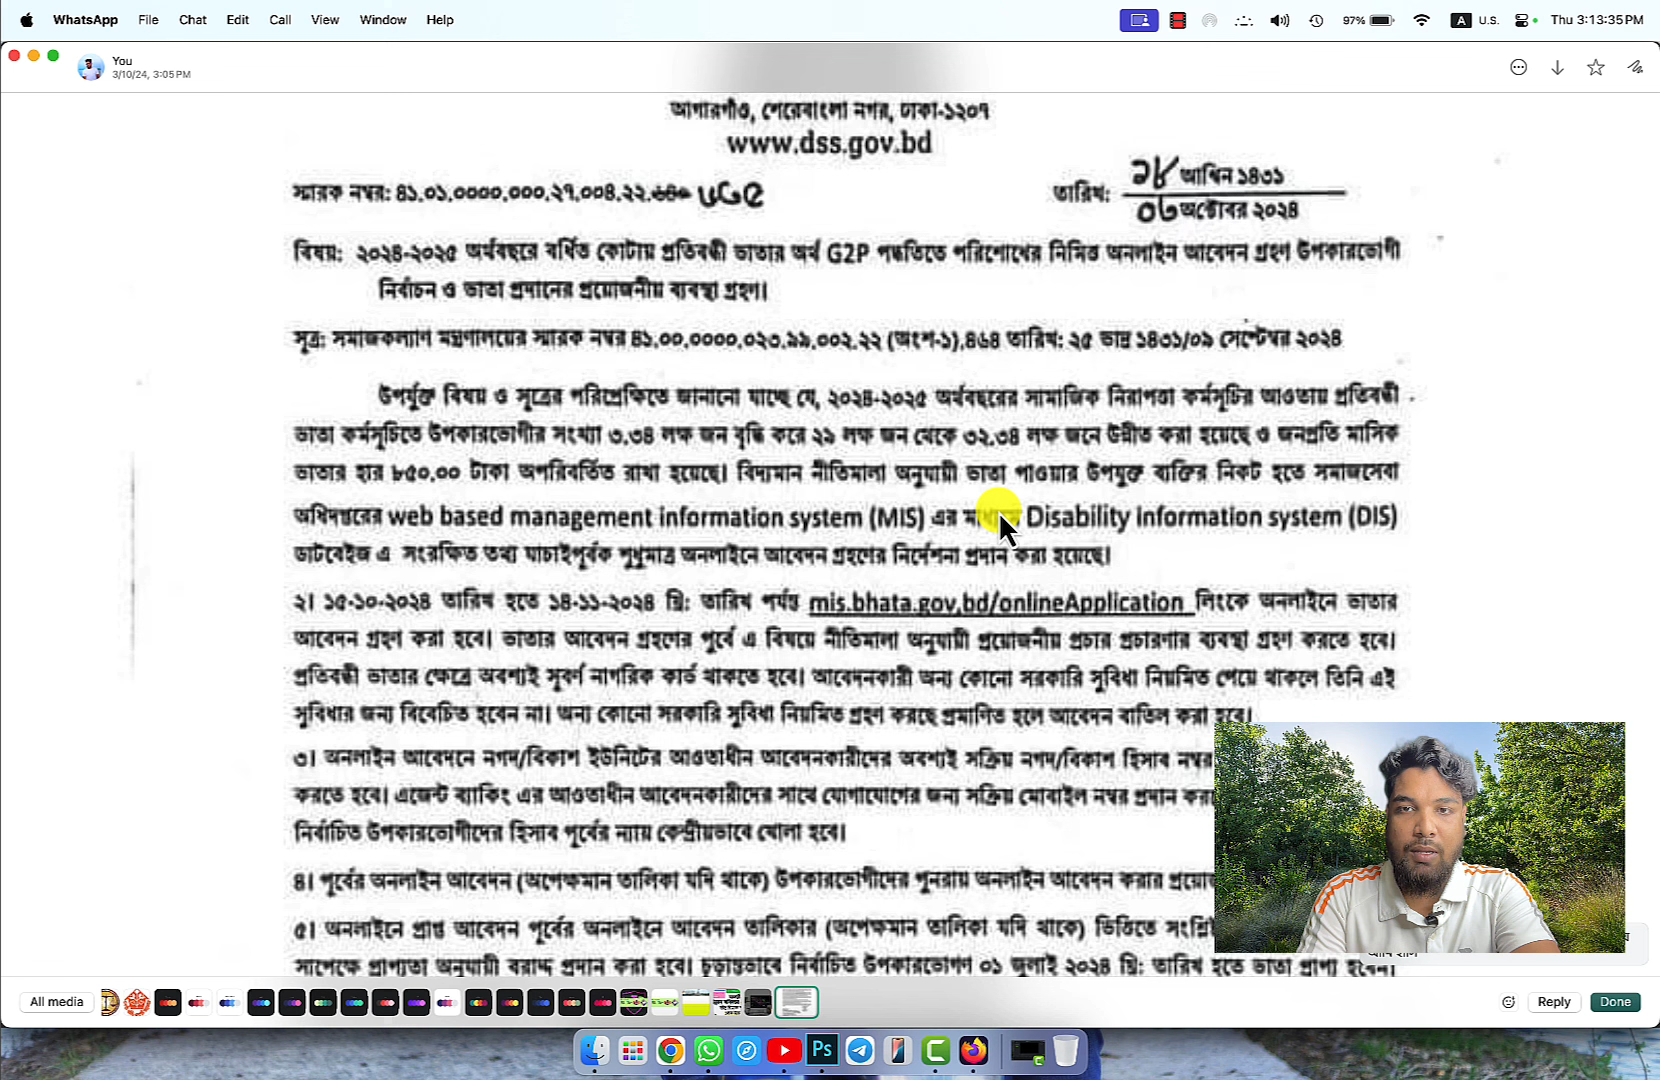 WhatsApp File Chat Edit Call View Window Help
97% A U.S. Thu 3:13:35 PM
You
3/10/24, 3:05 PM
আগারগাঁও, শেরেবাংলা নগর, ঢাকা-১২০৭
www.dss.gov.bd
স্মারক নম্বর: ৪১.০১.০০০০.০০০.২৭.০০৪.২২.
তারিখ: ১৮ আশ্বিন ১৪৩১
০৩ অক্টোবর ২০২৪
বিষয়: ২০২৪-২০২৫ অর্থবছরে বর্ধিত কোটায় প্রতিবন্ধী ভাতার অর্থ G2P পদ্ধতিতে পরিশোধের নিমিত্ত অনলাইন আবেদন গ্রহণ উপকারভোগী
নির্বাচন ও ভাতা প্রদানের প্রয়োজনীয় ব্যবস্থা গ্রহণ।
সূত্র: সমাজকল্যাণ মন্ত্রণালয়ের স্মারক নম্বর ৪১.০০.০০০০.০২৩.৯৯.০০২.২২ (অংশ-১).৪৬৪ তারিখ: ২৫ ভাদ্র ১৪৩১/০৯ সেপ্টেম্বর ২০২৪
উপর্যুক্ত বিষয় ও সূত্রের পরিপ্রেক্ষিতে জানানো যাচ্ছে যে, ২০২৪-২০২৫ অর্থবছরের সামাজিক নিরাপত্তা কর্মসূচির আওতায় প্রতিবন্ধী
ভাতা কর্মসূচিতে উপকারভোগীর সংখ্যা ৩.৩৪ লক্ষ জন বৃদ্ধি করে ২৯ লক্ষ জন থেকে ৩২.৩৪ লক্ষ জনে উন্নীত করা হয়েছে ও জনপ্রতি মাসিক
ভাতার হার ৮৫০.০০ টাকা অপরিবর্তিত রাখা হয়েছে। বিদ্যমান নীতিমালা অনুযায়ী ভাতা পাওয়ার উপযুক্ত ব্যক্তির নিকট হতে সমাজসেবা
অধিদপ্তরের web based management information system (MIS) এর মাধ্যমে Disability information system (DIS)
ডাটাবেইজ এ সংরক্ষিত তথ্য যাচাইপূর্বক শুধুমাত্র অনলাইনে আবেদন গ্রহণের নির্দেশনা প্রদান করা হয়েছে।
২। ১৫-১০-২০২৪ তারিখ হতে ১৪-১১-২০২৪ খ্রি: তারিখ পর্যন্ত mis.bhata.gov.bd/onlineApplication লিংকে অনলাইনে ভাতার
আবেদন গ্রহণ করা হবে। ভাতার আবেদন গ্রহণের পূর্বে এ বিষয়ে নীতিমালা অনুযায়ী প্রয়োজনীয় প্রচার প্রচারণার ব্যবস্থা গ্রহণ করতে হবে।
প্রতিবন্ধী ভাতার ক্ষেত্রে অবশ্যই সুবর্ণ নাগরিক কার্ড থাকতে হবে। আবেদনকারী অন্য কোনো সরকারি সুবিধা নিয়মিত পেয়ে থাকলে তিনি এই
সুবিধার জন্য বিবেচিত হবেন না। অন্য কোনো সরকারি সুবিধা নিয়মিত গ্রহণ করছে প্রমাণিত হলে আবেদন বাতিল করা হবে।
৩। অনলাইন আবেদনে নগদ/বিকাশ ইউনিটের আওতাধীন আবেদনকারীদের অবশ্যই সক্রিয় নগদ/বিকাশ হিসাব নম্বর
করতে হবে। এজেন্ট ব্যাকিং এর আওতাধীন আবেদনকারীদের সাথে যোগাযোগের জন্য সক্রিয় মোবাইল নম্বর প্রদান
নির্বাচিত উপকারভোগীদের হিসাব পূর্বের ন্যায় কেন্দ্রীয়ভাবে খোলা হবে।
৪। পূর্বের অনলাইন আবেদন (অপেক্ষমান তালিকা যদি থাকে) উপকারভোগীদের পুনরায় অনলাইন আবেদন করার
৫। অনলাইনে প্রাপ্ত আবেদন পূর্বের অনলাইন আবেদন তালিকার (অপেক্ষমান তালিকা যদি থাকে) ভিত্তিতে
সাপেক্ষে প্রাপ্যতা অনুযায়ী বরাদ্দ প্রদান করা হবে। চূড়ান্তভাবে নির্বাচিত উপকারভোগণ ০১ জুলাই ২০২৪ খ্রি: তারিখ হতে ভাতা প্রাপ্য হবেন।
All media
Reply Done
Ps